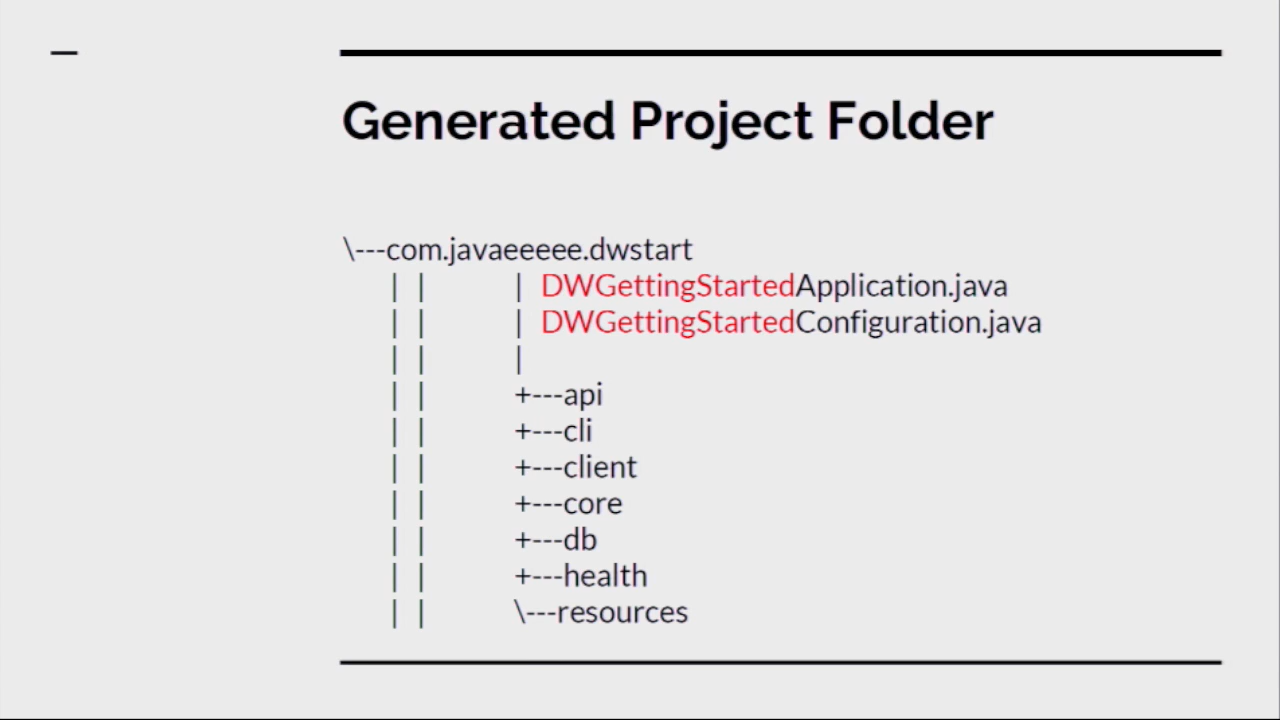 Generated Project Folder
\---com.javaeeeee.dwstart
| | | DWGettingStartedApplication.java
| | | DWGettingStartedConfiguration.java
| | |
| | +---api
| | +---cli
| | +---client
| | +---core
| | +---db
| | +---health
| | \---resources